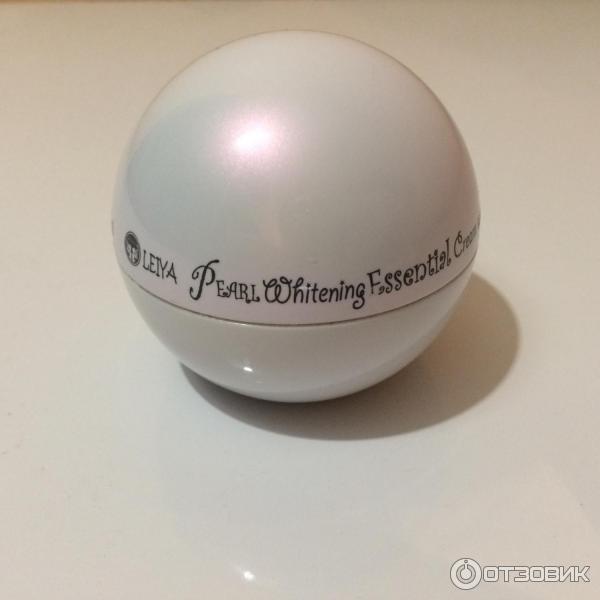 LEIYA Pearl Whitening Essential Cream
ОТЗОВИК